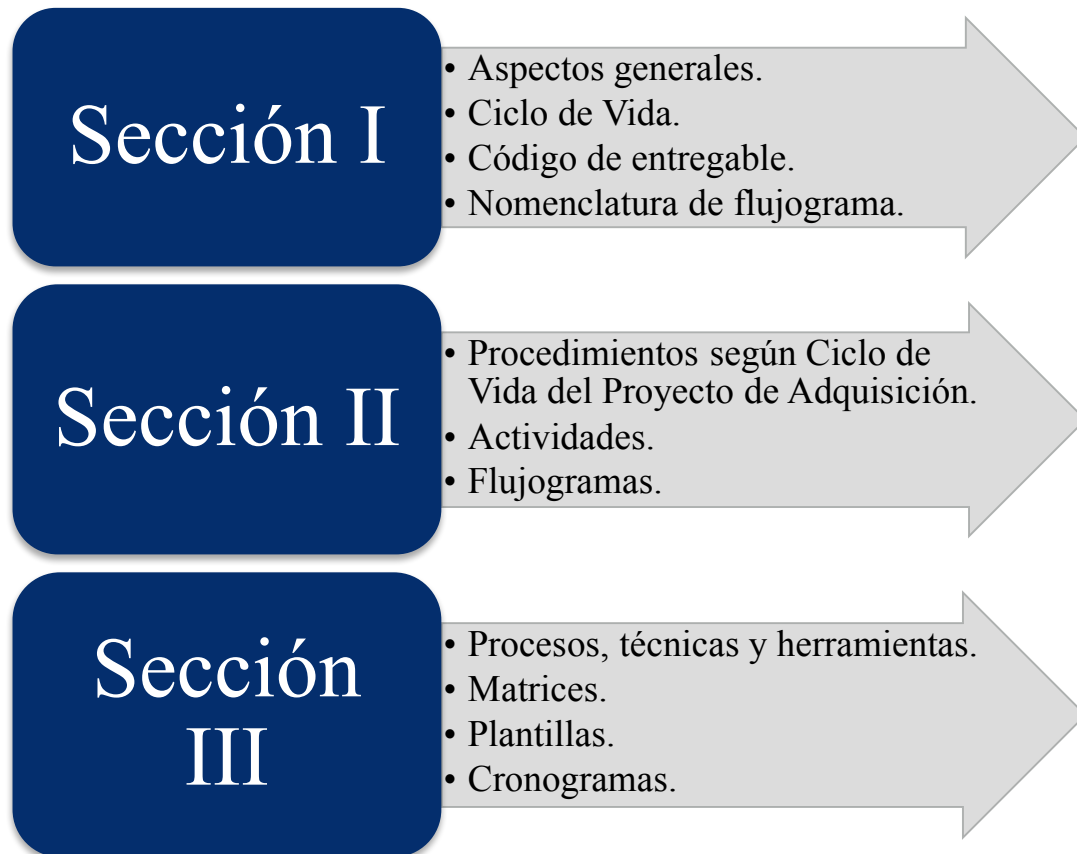 Sección I
• Aspectos generales.
• Ciclo de Vida.
• Código de entregable.
• Nomenclatura de flujograma.
Sección II
• Procedimientos según Ciclo de
Vida del Proyecto de Adquisición.
• Actividades.
• Flujogramas.
Sección
III
• Procesos, técnicas y herramientas.
• Matrices.
• Plantillas.
• Cronogramas.